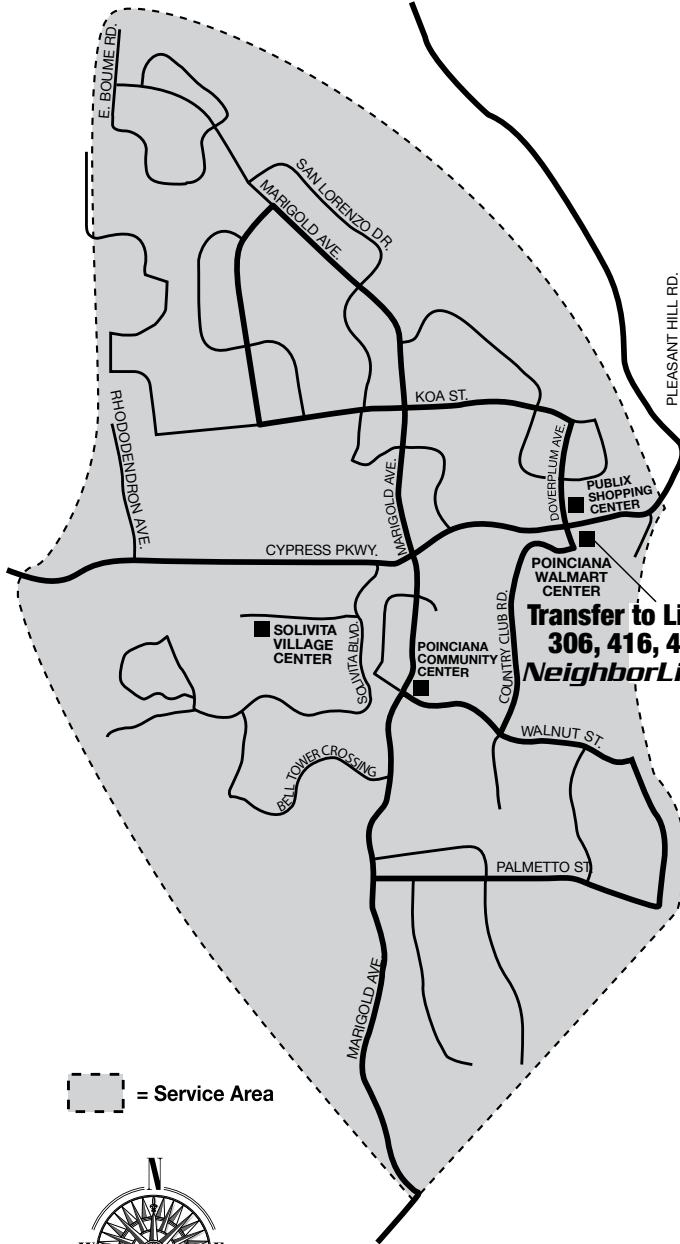 E. BOUME RD.
SAN LORENZO DR.
MARIGOLD AVE.
PLEASANT HILL RD.
KOA ST.
RHODODENDRON AVE.
DOVERPLUM AVE.
MARIGOLD AVE.
PUBLIX
SHOPPING
CENTER
CYPRESS PKWY.
POINCIANA
WALMART
CENTER
Transfer to
306, 416,
COUNTRY CLUB RD.
SOLIVITA
VILLAGE
CENTER
SOLIVITA BLVD.
POINCIANA
COMMUNITY
CENTER
WALNUT ST.
BELL TOWER CROSSING
PALMETTO ST.
MARIGOLD AVE.
= Service Area
N